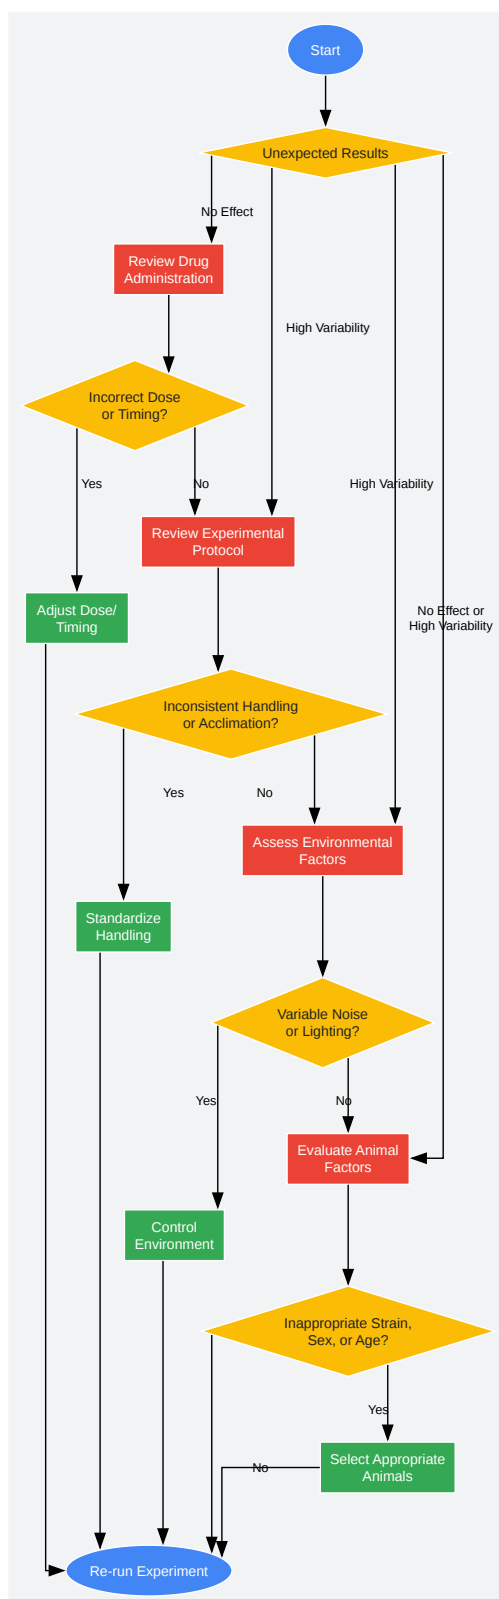 Start
Unexpected Results
No Effect
Review Drug
Administration
High Variability
Incorrect Dose
or Timing?
Yes
No
High Variability
Review Experimental
Protocol
Adjust Dose/
Timing
No Effect or
High Variability
Inconsistent Handling
or Acclimation?
Yes
No
Assess Environmental
Factors
Standardize
Handling
Variable Noise
or Lighting?
Yes
No
Evaluate Animal
Factors
Control
Environment
Inappropriate Strain,
Sex, or Age?
Yes
Select Appropriate
Animals
No
Re-run Experiment